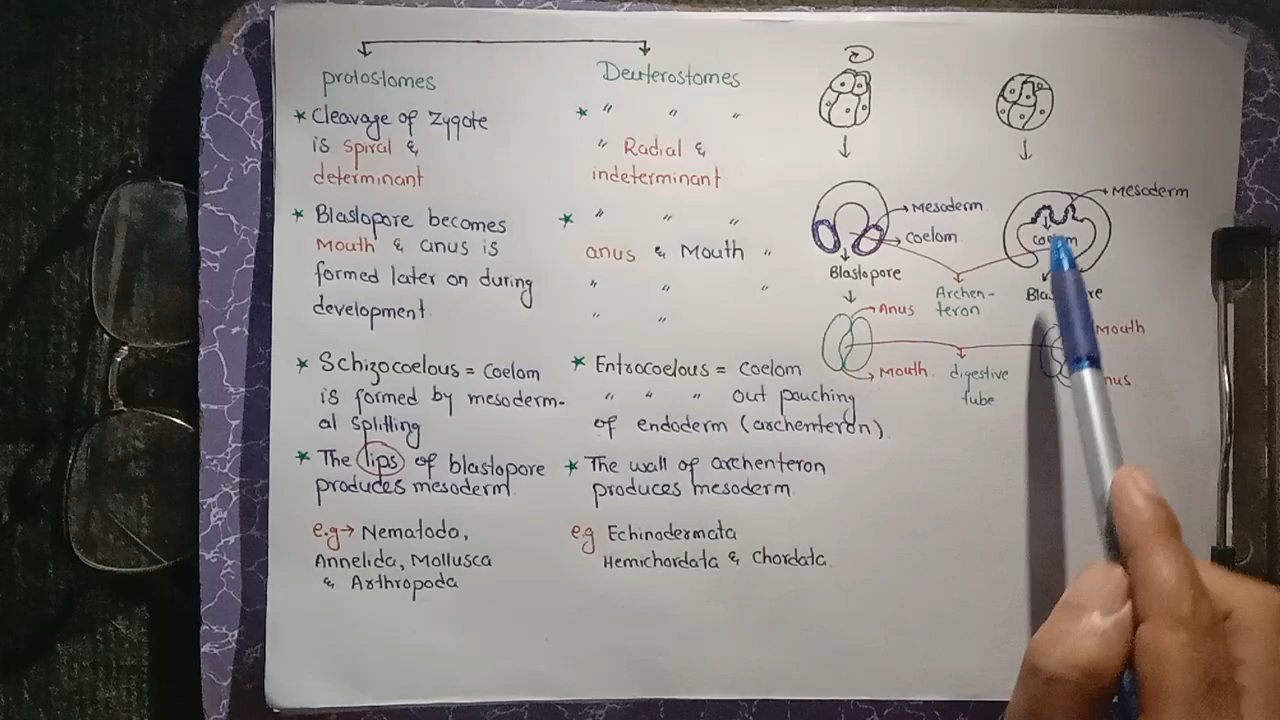 protostomes
* Cleavage of Zygote
is Spiral &
determinant
* Blastopore becomes
Mouth & anus is
formed later on during
development.
* Schizocoelous = Coelom
is formed by mesoderm-
al splitting
* The lips of blastopore
produces mesoderm.
e.g→ Nematoda,
Annelida, Mollusca
& Arthropoda
Deuterostomes
* " " "
" Radial &
indeterminant
* " " "
anus & Mouth "
" " "
" "
* Entrocoelous = Coelom
" " " out pouching
of endoderm (archenteron).
* The wall of archenteron
produces mesoderm.
e.g Echinodermata
Hemichordata & Chordata.
Mesoderm.
Coelom
Blastopore
Archen-
teron
Anus
Mouth
digestive
tube
Mesoderm
Mouth